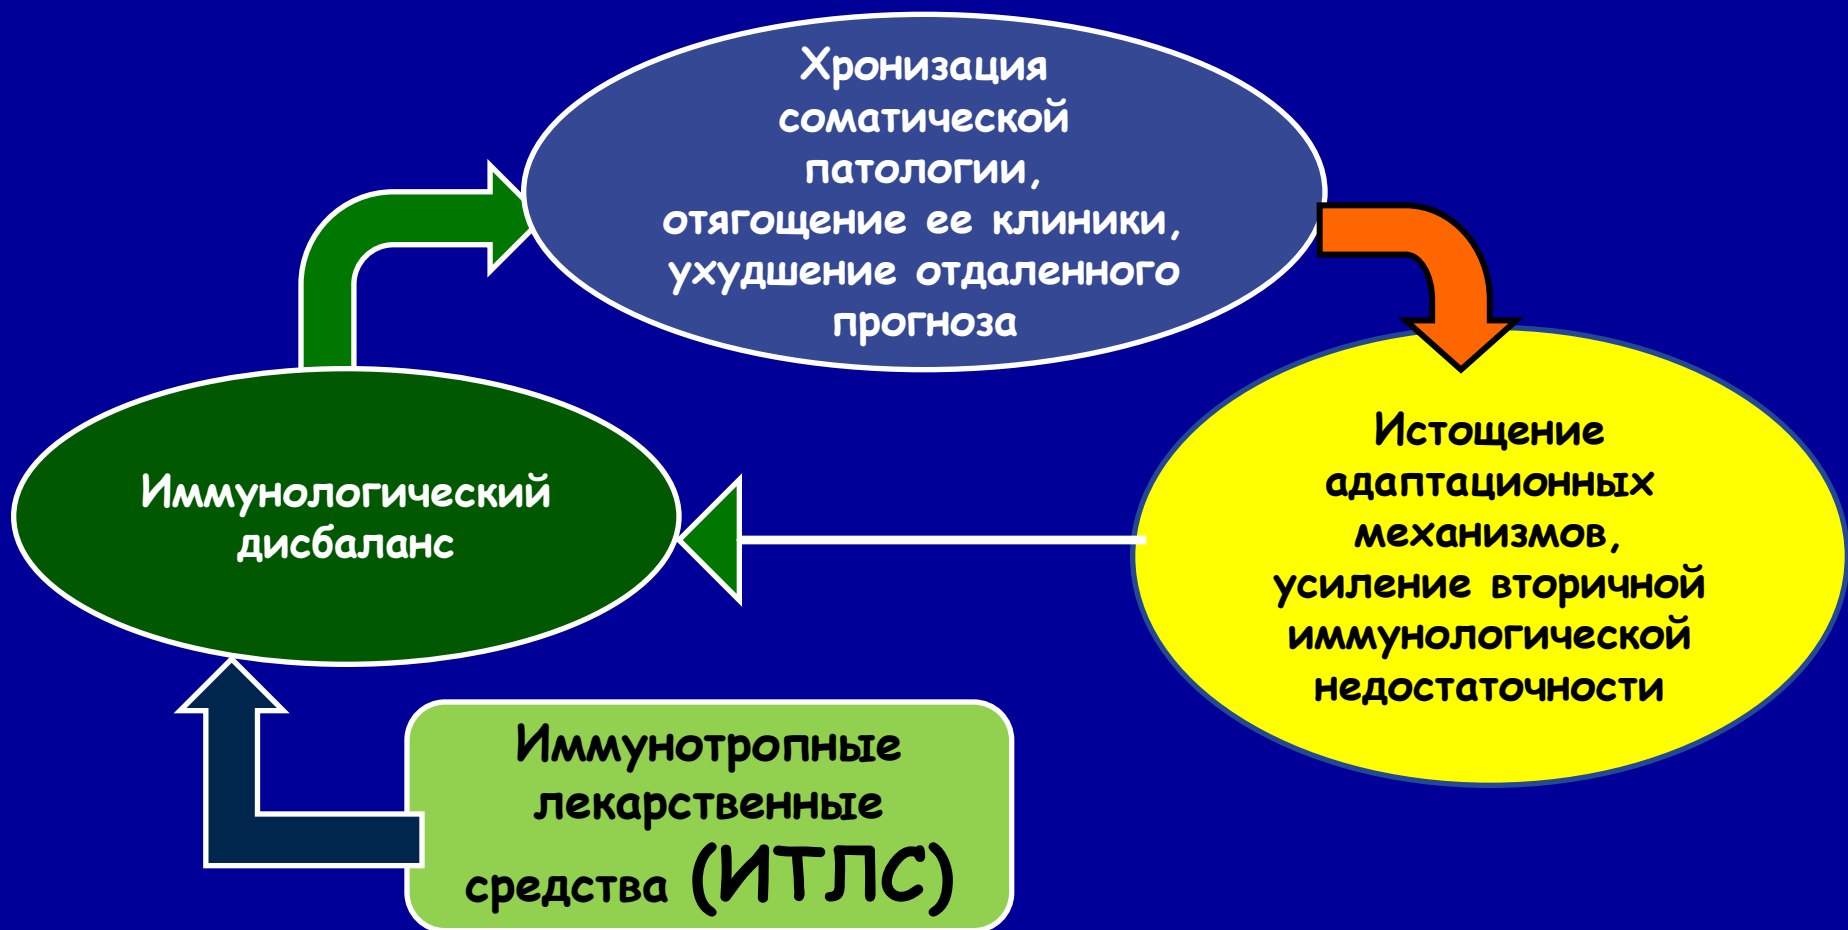 Хронизация
соматической
патологии,
отягощение ее клиники,
ухудшение отдаленного
прогноза
Иммунологический
дисбаланс
Истощение
адаптационных
механизмов,
усиление вторичной
иммунологической
недостаточности
Иммунотропные
лекарственные
средства (ИТЛС)